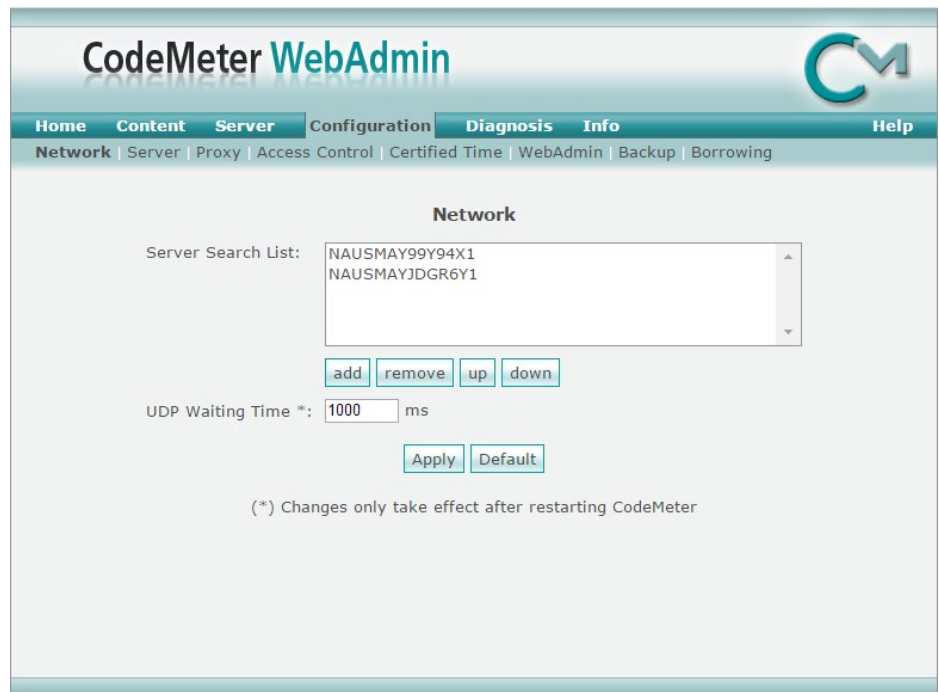 CodeMeter WebAdmin
CM
Home Content Server Configuration Diagnosis Info Help
Network | Server | Proxy | Access Control | Certified Time | WebAdmin | Backup | Borrowing
Network
Server Search List:
NAUSMAY99Y94X1
NAUSMAYJDGR6Y1
add remove up down
UDP Waiting Time *: 1000 ms
Apply Default
(*) Changes only take effect after restarting CodeMeter